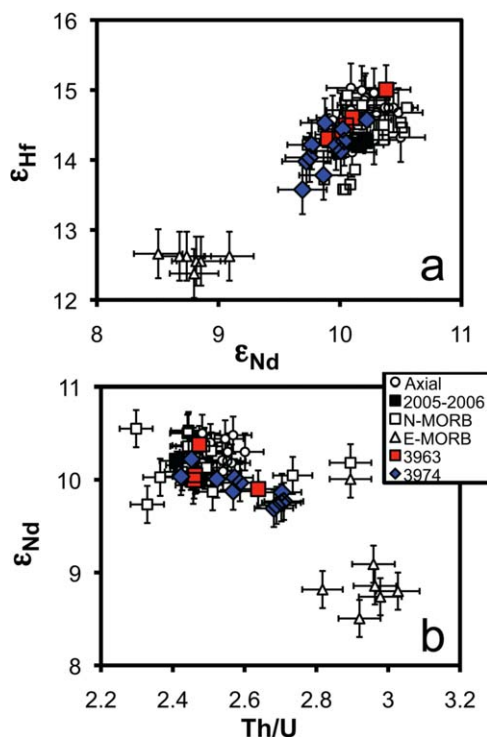 16
15
14
13
12
εHf
a
8
9
10
11
εNd
Axial
2005-2006
N-MORB
E-MORB
3963
3974
11
10
9
8
εNd
b
2.2
2.4
2.6
2.8
3
3.2
Th/U